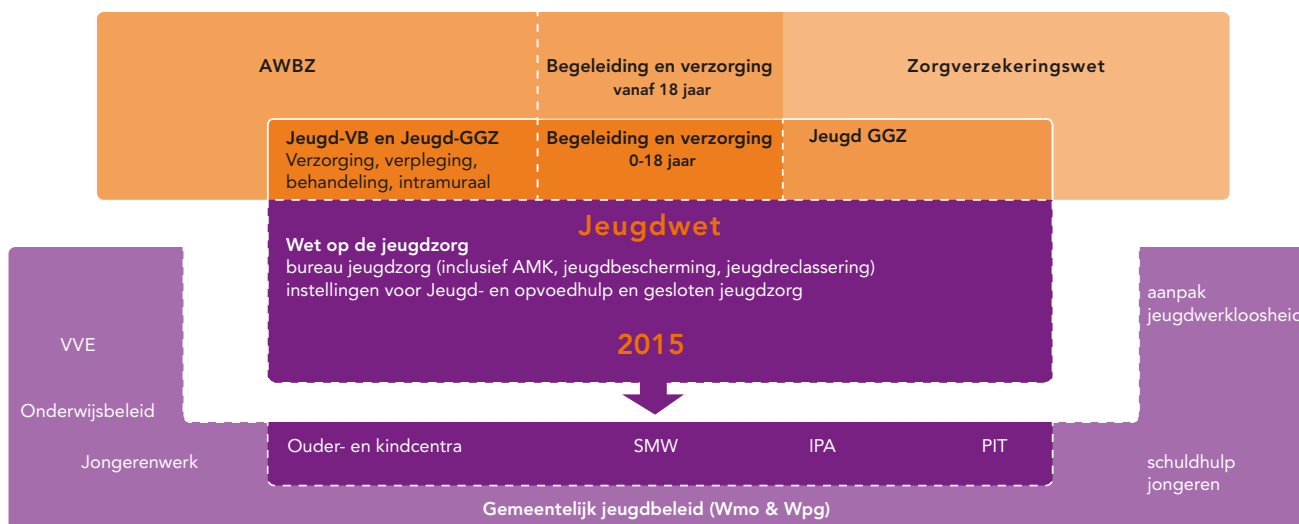 AWBZ
Begeleiding en verzorging
vanaf 18 jaar
Zorgverzekeringswet
Jeugd-VB en Jeugd-GGZ
Verzorging, verpleging,
behandeling, intramuraal
Begeleiding en verzorging
0-18 jaar
Jeugd GGZ
Jeugdwet
Wet op de jeugdzorg
bureau jeugdzorg (inclusief AMK, jeugdbescherming, jeugdreclassering)
instellingen voor Jeugd- en opvoedhulp en gesloten jeugdzorg
2015
VVE
Onderwijsbeleid
Jongerenwerk
aanpak
jeugdwerkloosheid
Ouder- en kindcentra
SMW
IPA
PIT
schuldhulp
jongeren
Gemeentelijk jeugdbeleid (Wmo & Wpg)